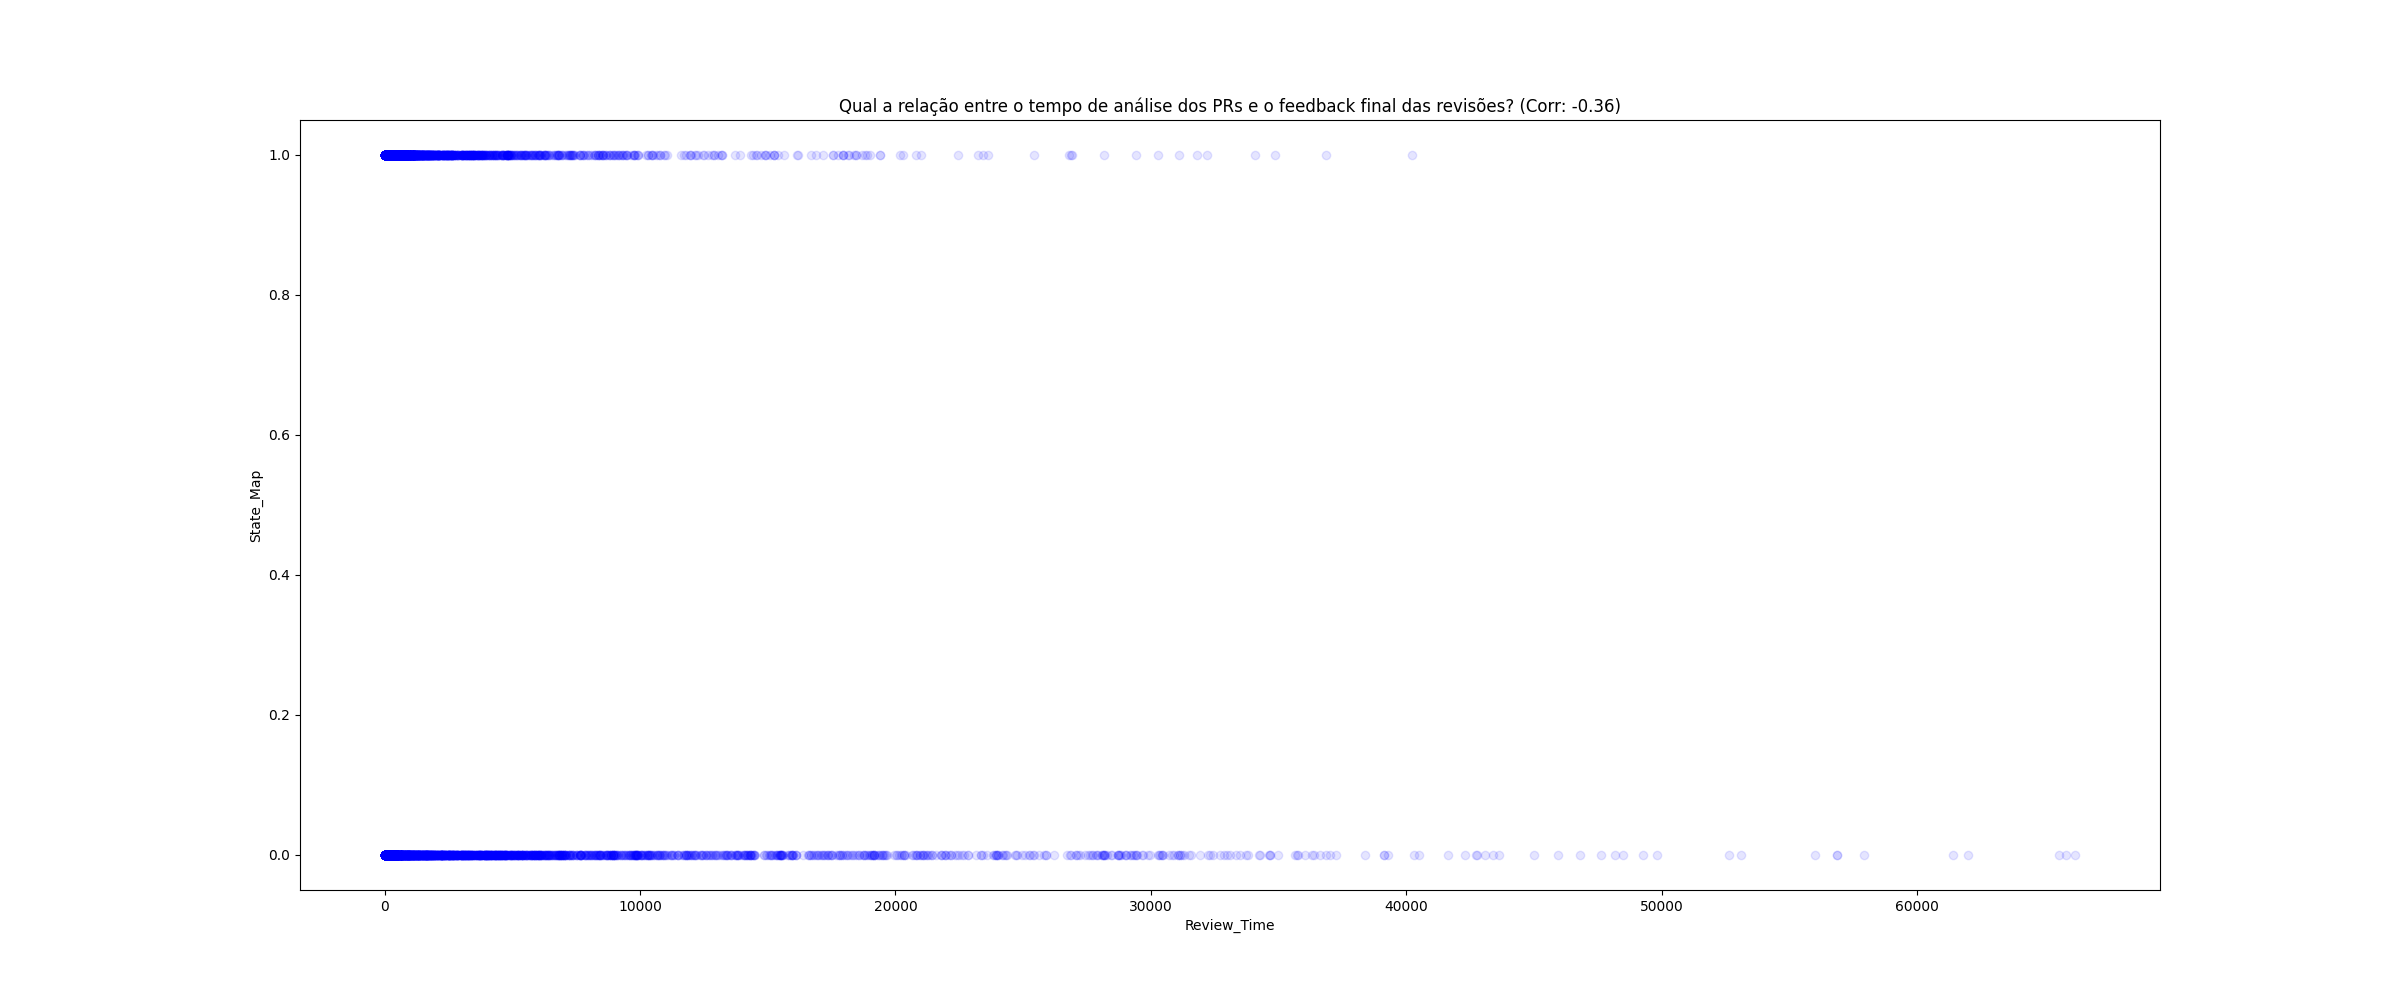 Qual a relação entre o tempo de análise dos PRs e o feedback final das revisões? (Corr: -0.36)
1.0
0.8
0.6
0.4
0.2
0.0
State_Map
0 10000 20000 30000 40000 50000 60000
Review_Time